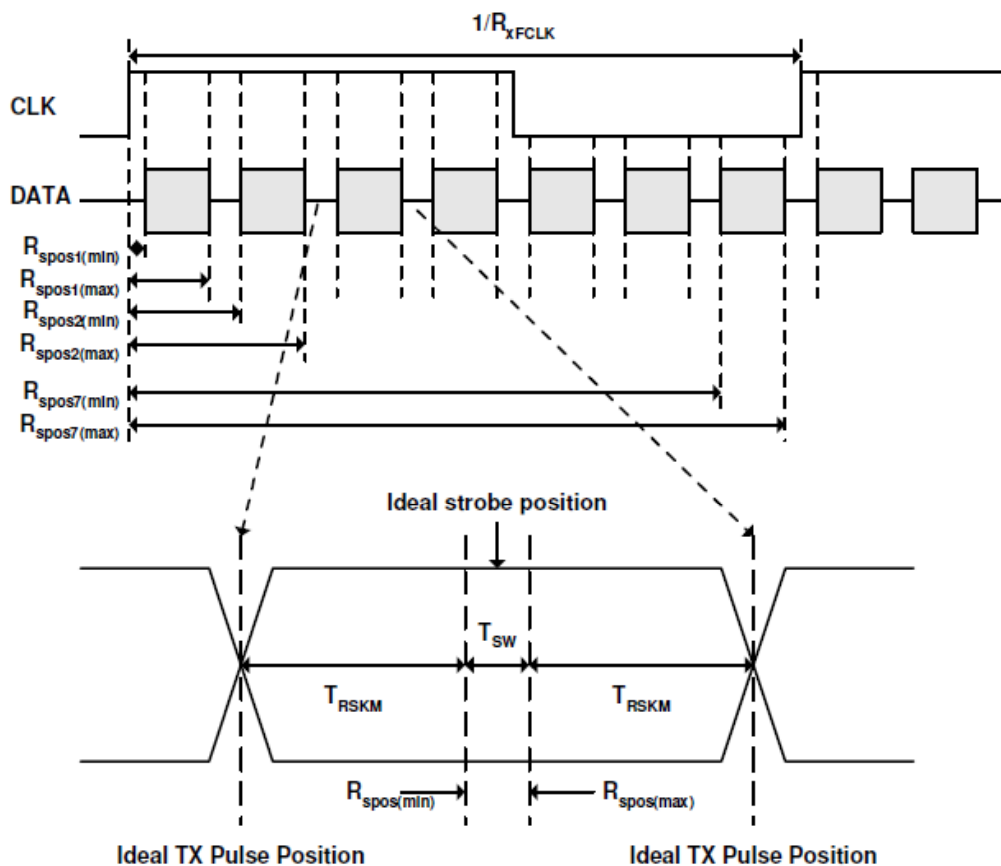 1/RxFCLK
CLK
DATA
Rspos1(min)
Rspos1(max)
Rspos2(min)
Rspos2(max)
Rspos7(min)
Rspos7(max)
Ideal strobe position
TSW
TRSKM TRSKM
Rspos(min) Rspos(max)
Ideal TX Pulse Position Ideal TX Pulse Position